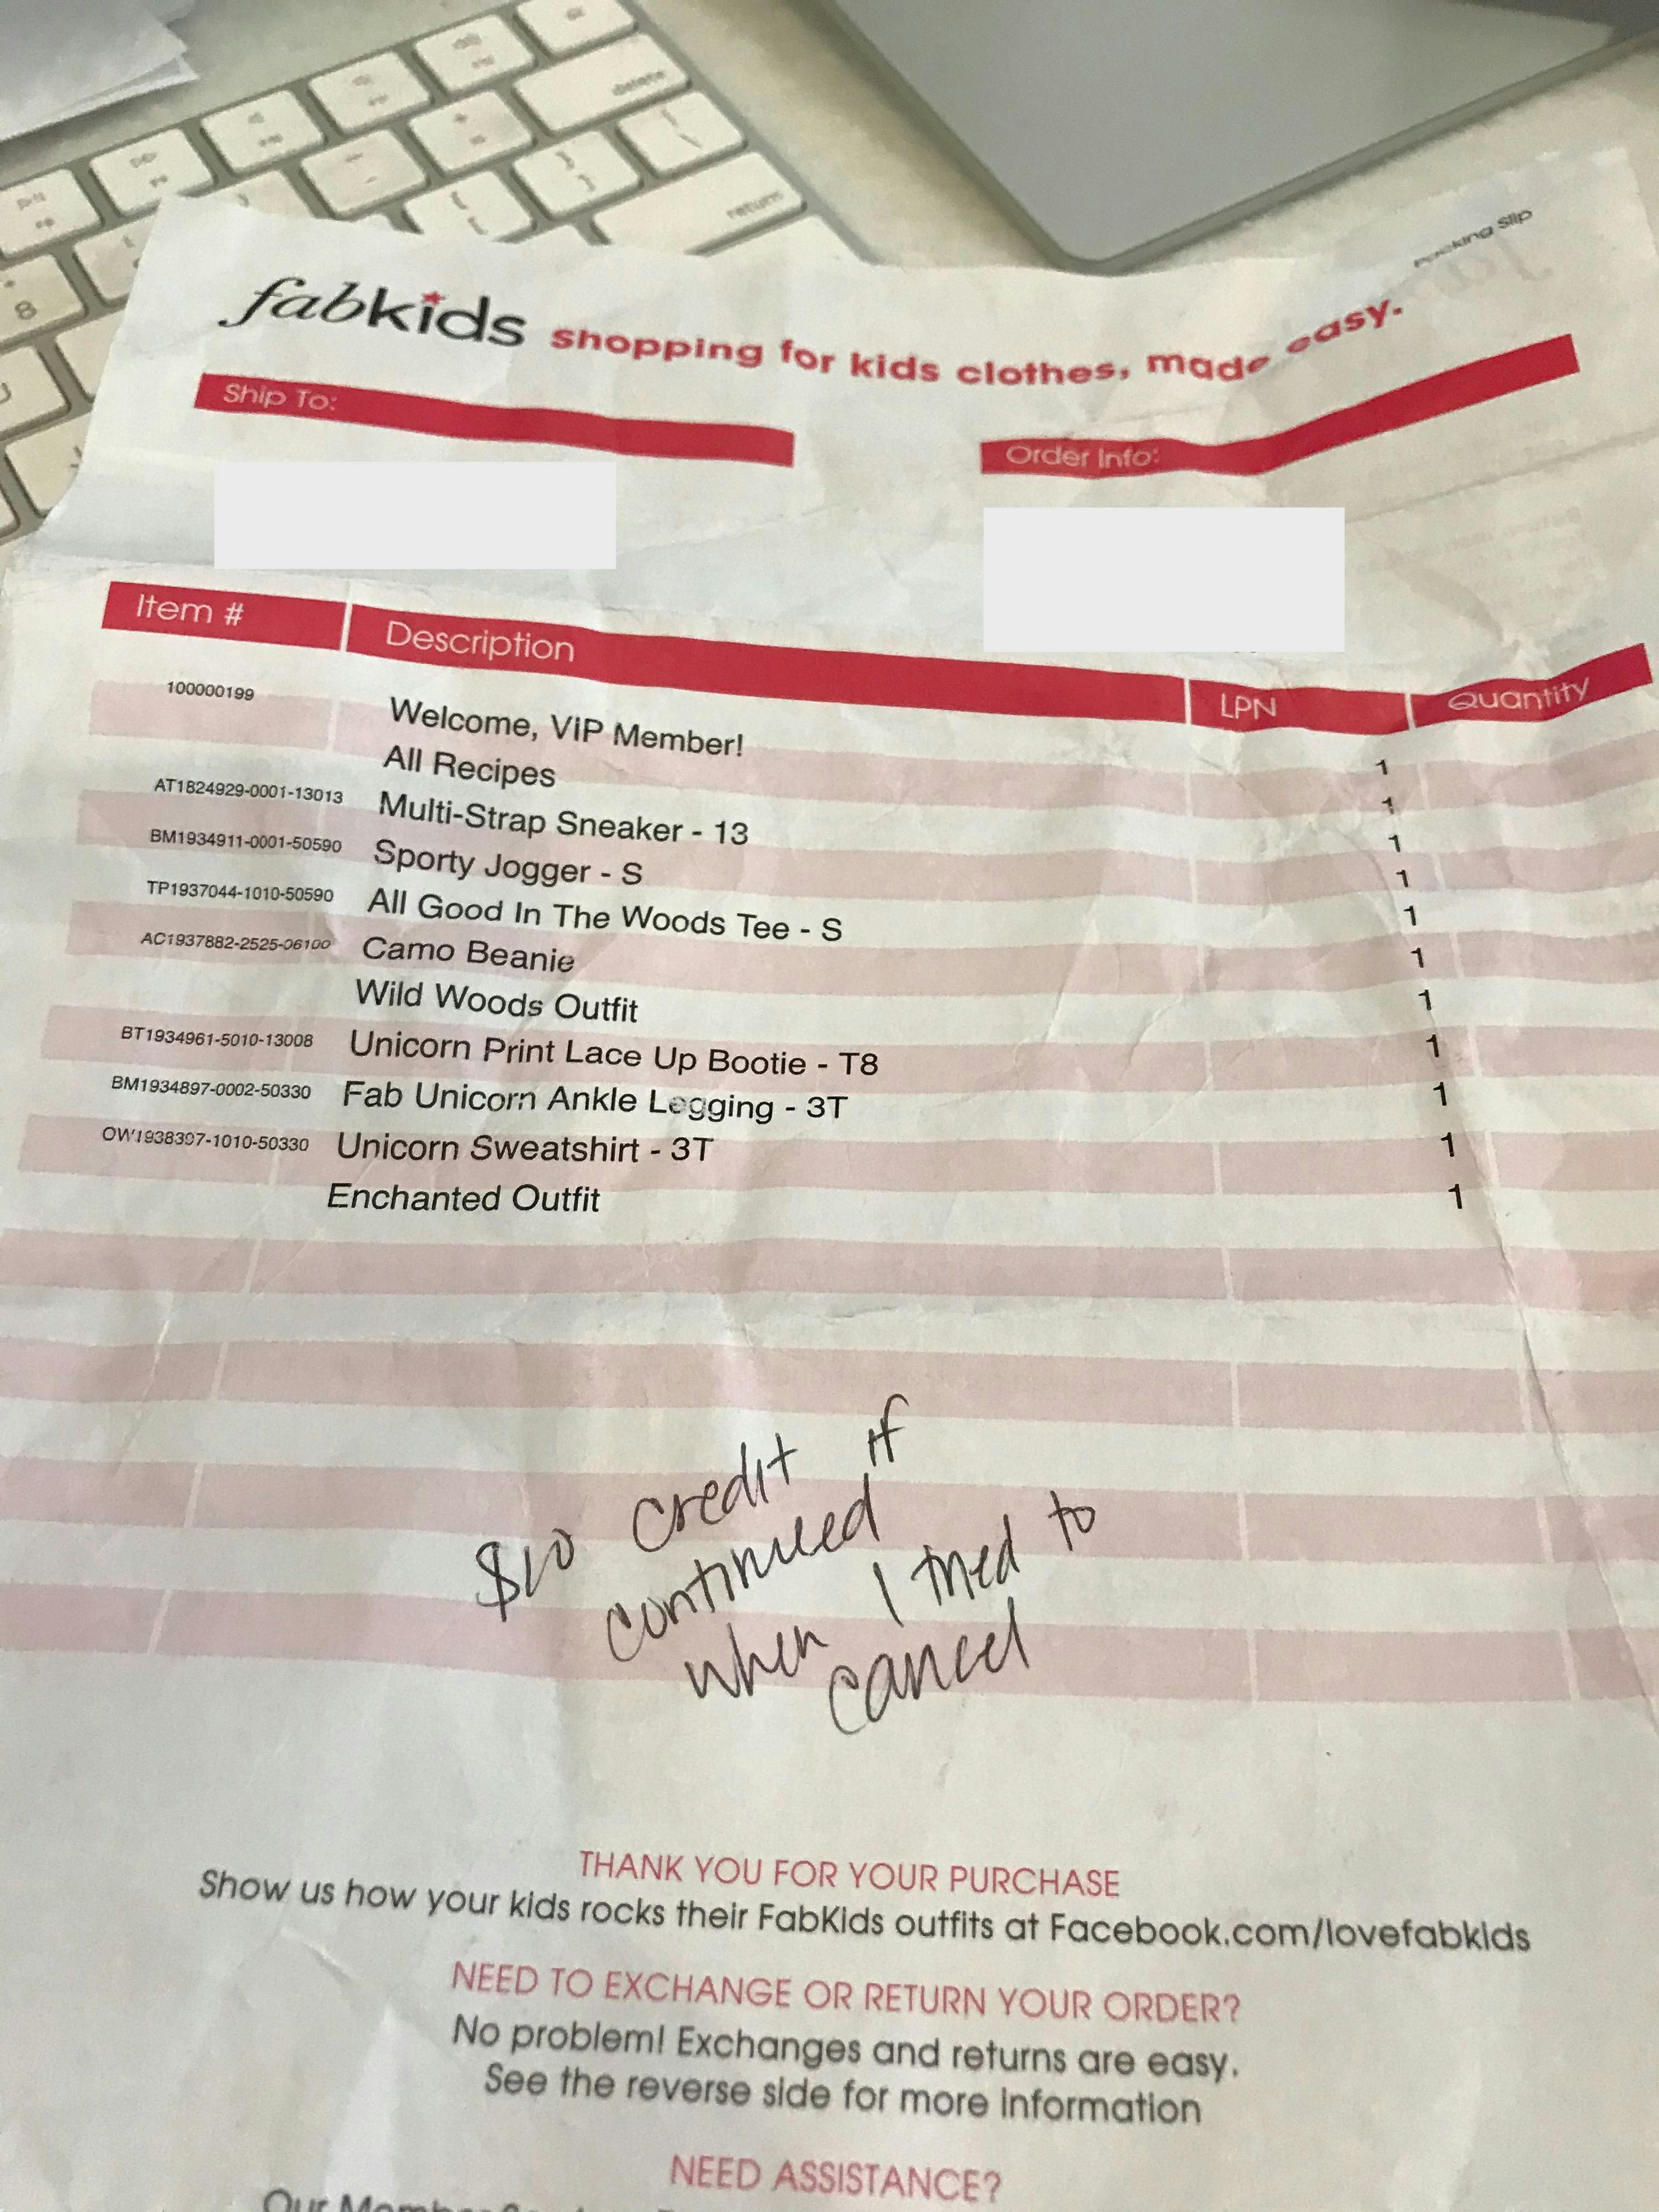 delete
return
8
Packing Slip
fabkids shopping for kids clothes, made easy.
Ship To:
Order Info:
Item # Description LPN Quantity
100000199 Welcome, VIP Member! 1
All Recipes 1
AT1824929-0001-13013 Multi-Strap Sneaker - 13 1
BM1934911-0001-50590 Sporty Jogger - S 1
TP1937044-1010-50590 All Good In The Woods Tee - S 1
AC1937882-2525-06100 Camo Beanie 1
Wild Woods Outfit 1
BT1934961-5010-13008 Unicorn Print Lace Up Bootie - T8 1
BM1934897-0002-50330 Fab Unicorn Ankle Legging - 3T 1
OW1938397-1010-50330 Unicorn Sweatshirt - 3T 1
Enchanted Outfit 1
$10 credit if
continued
when I tried to
cancel
THANK YOU FOR YOUR PURCHASE
Show us how your kids rocks their FabKids outfits at Facebook.com/lovefabkids
NEED TO EXCHANGE OR RETURN YOUR ORDER?
No problem! Exchanges and returns are easy.
See the reverse side for more information
NEED ASSISTANCE?
Our Member